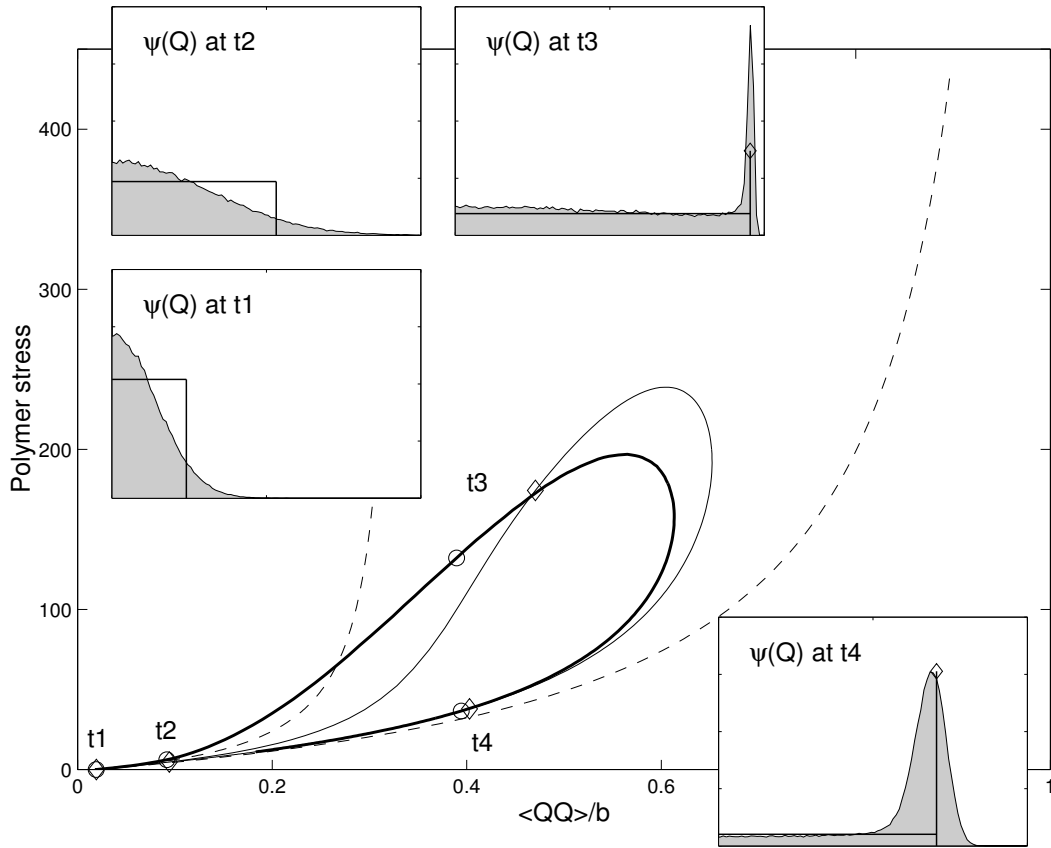 ψ(Q) at t2
ψ(Q) at t3
400
300
ψ(Q) at t1
Polymer stress
200
t3
100
ψ(Q) at t4
t1
t2
t4
0
0
0.2
0.4
0.6
1
<QQ>/b